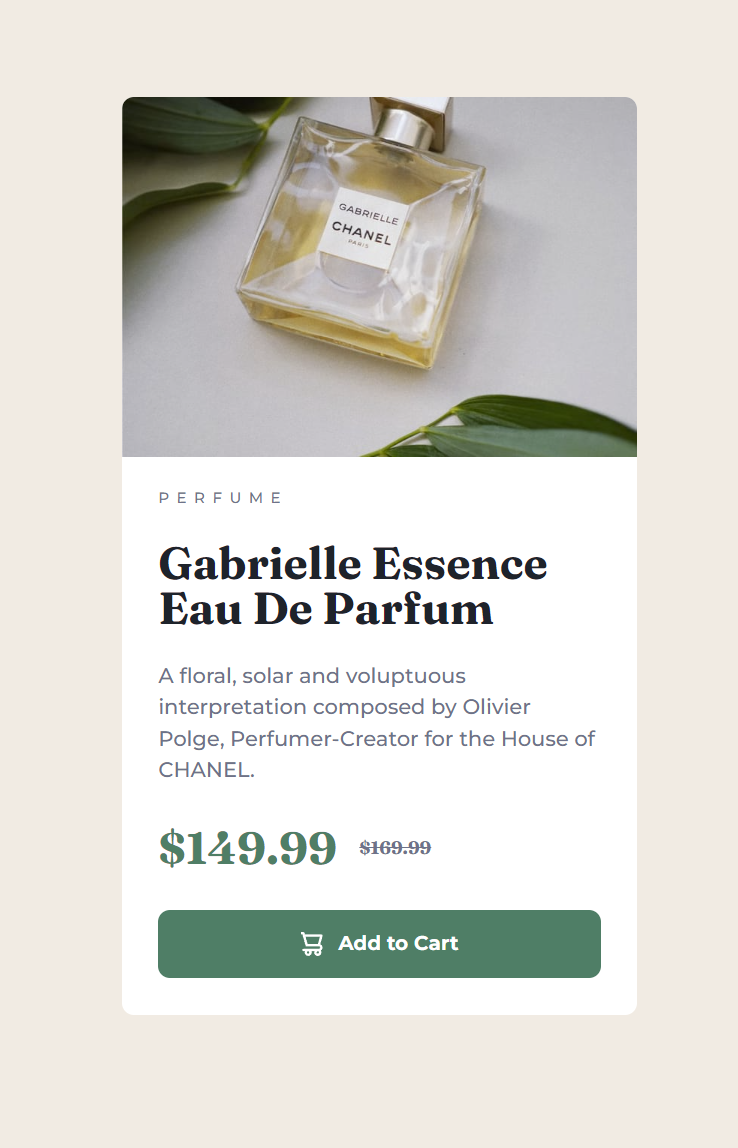 GABRIELLE
CHANEL
PARIS
PERFUME
Gabrielle Essence
Eau De Parfum
A floral, solar and voluptuous
interpretation composed by Olivier
Polge, Perfumer-Creator for the House of
CHANEL.
$149.99 $169.99
Add to Cart